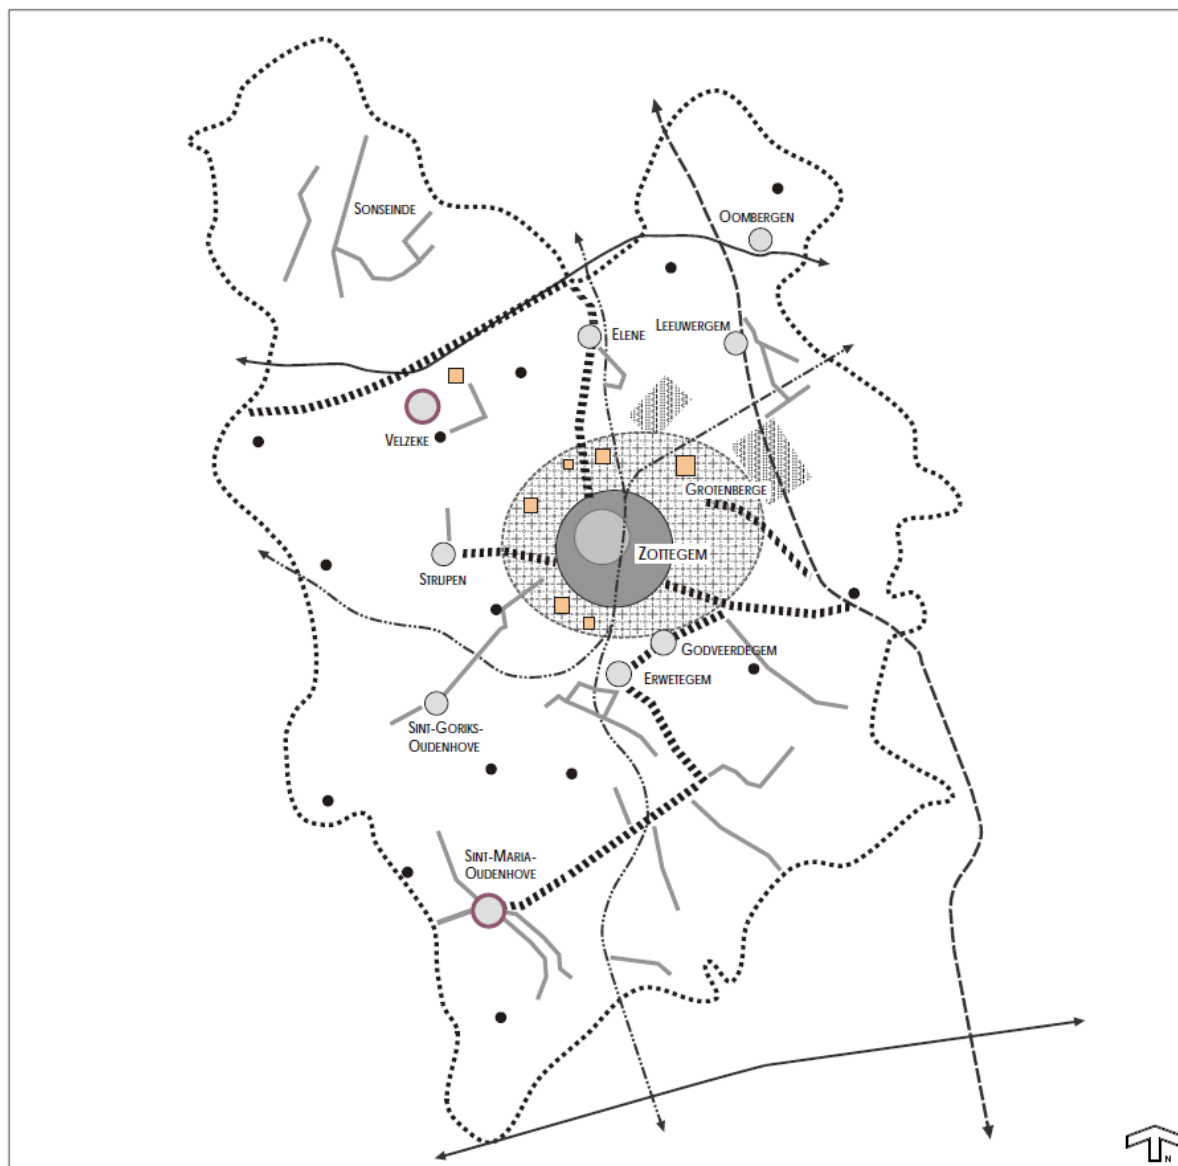 SONSEINDE
OOMBERGEN
ELENE
LEEUWERGEM
VELZEKE
GROTENBERGE
ZOTTEGEM
STRIJPEN
GODVEERDEGEM
ERWETEGEM
SINT-GORIKS-
OUDENHOVE
SINT-MARIA-
OUDENHOVE
N